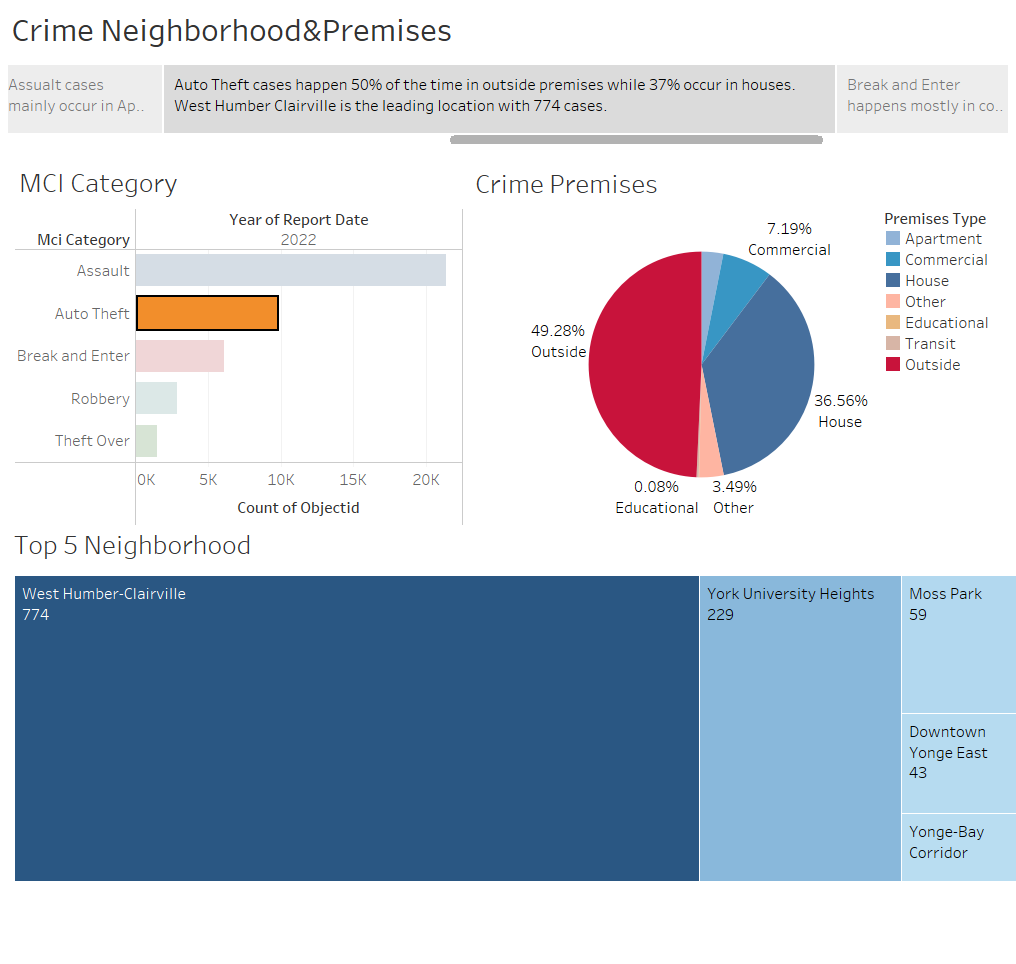 Crime Neighborhood&Premises
Assualt cases
mainly occur in Ap..
Auto Theft cases happen 50% of the time in outside premises while 37% occur in houses.
West Humber Clairville is the leading location with 774 cases.
Break and Enter
happens mostly in co..
MCI Category
Year of Report Date
Mci Category
2022
Assault
Auto Theft
Break and Enter
Robbery
Theft Over
0K
5K
10K
15K
20K
Count of Objectid
Crime Premises
7.19%
Commercial
49.28%
Outside
36.56%
House
0.08%
Educational
3.49%
Other
Premises Type
Apartment
Commercial
House
Other
Educational
Transit
Outside
Top 5 Neighborhood
West Humber-Clairville
774
York University Heights
229
Moss Park
59
Downtown
Yonge East
43
Yonge-Bay
Corridor